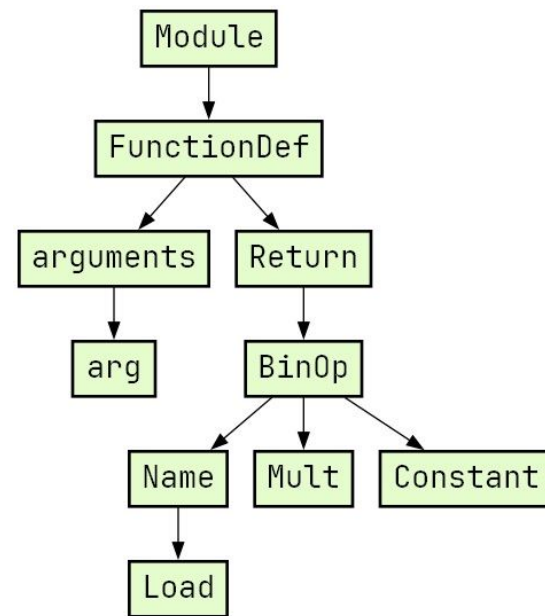 Module
FunctionDef
arguments Return
arg BinOp
Name Mult Constant
Load